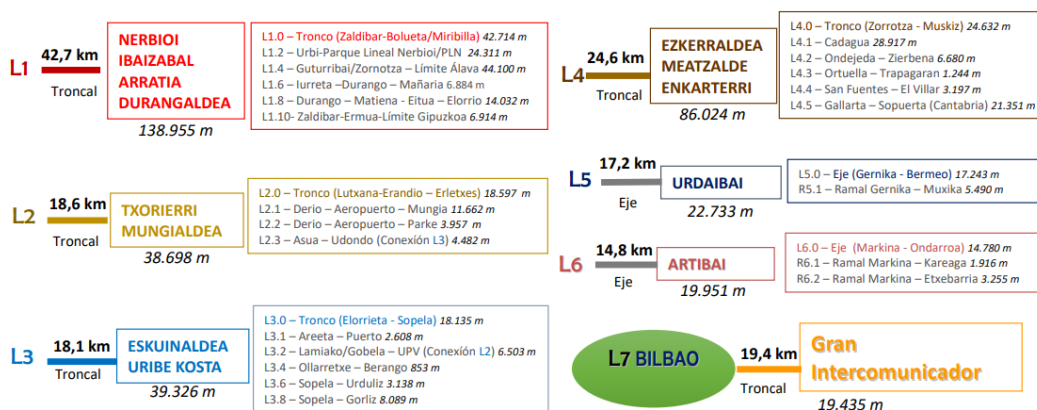 L1
42,7 km
Troncal
NERBIOI
IBAIZABAL
ARRATIA
DURANGALDEA
138.955 m
L1.0 – Tronco (Zaldibar-Bolueta/Miribilla) 42.714 m
L1.2 – Urbi-Parque Lineal Nerbioi/PLN 24.311 m
L1.4 – Guturribai/Zornotza – Límite Álava 44.100 m
L1.6 – Iurreta –Durango – Mañaria 6.884 m
L1.8 – Durango – Matiena - Eitua – Elorrio 14.032 m
L1.10- Zaldibar-Ermua-Límite Gipuzkoa 6.914 m
L2
18,6 km
Troncal
TXORIERRI
MUNGIALDEA
38.698 m
L2.0 – Tronco (Lutxana-Erandio – Erletxes) 18.597 m
L2.1 – Derio – Aeropuerto – Mungia 11.662 m
L2.2 – Derio – Aeropuerto – Parke 3.957 m
L2.3 – Asua – Udondo (Conexión L3) 4.482 m
L3
18,1 km
Troncal
ESKUINALDEA
URIBE KOSTA
39.326 m
L3.0 – Tronco (Elorrieta - Sopela) 18.135 m
L3.1 – Areeta – Puerto 2.608 m
L3.2 – Lamiako/Gobela – UPV (Conexión L2) 6.503 m
L3.4 – Ollarretxe – Berango 853 m
L3.6 – Sopela – Urduliz 3.138 m
L3.8 – Sopela – Gorliz 8.089 m
L4
24,6 km
Troncal
EZKERRALDEA
MEATZALDE
ENKARTERRI
86.024 m
L4.0 – Tronco (Zorrotza – Muskiz) 24.632 m
L4.1 – Cadagua 28.917 m
L4.2 – Ondejeda – Zierbena 6.680 m
L4.3 – Ortuella – Trapagaran 1.244 m
L4.4 – San Fuentes – El Villar 3.197 m
L4.5 – Gallarta – Sopuerta (Cantabria) 21.351 m
L5
17,2 km
Eje
URDAIBAI
22.733 m
L5.0 – Eje (Gernika - Bermeo) 17.243 m
R5.1 – Ramal Gernika – Muxika 5.490 m
L6
14,8 km
Eje
ARTIBAI
19.951 m
L6.0 – Eje (Markina - Ondarroa) 14.780 m
R6.1 – Ramal Markina – Kareaga 1.916 m
R6.2 – Ramal Markina – Etxebarria 3.255 m
L7 BILBAO
19,4 km
Troncal
Gran
Intercomunicador
19.435 m